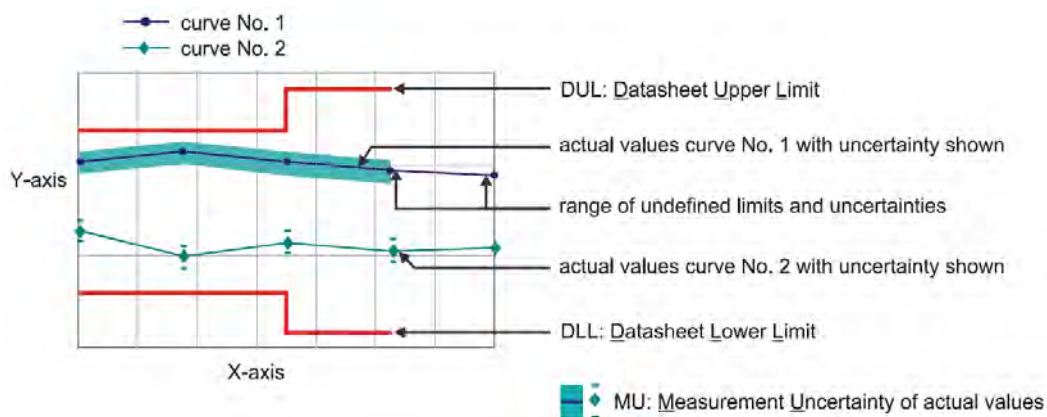 curve No. 1
curve No. 2
DUL: Datasheet Upper Limit
actual values curve No. 1 with uncertainty shown
Y-axis
range of undefined limits and uncertainties
actual values curve No. 2 with uncertainty shown
DLL: Datasheet Lower Limit
X-axis
MU: Measurement Uncertainty of actual values